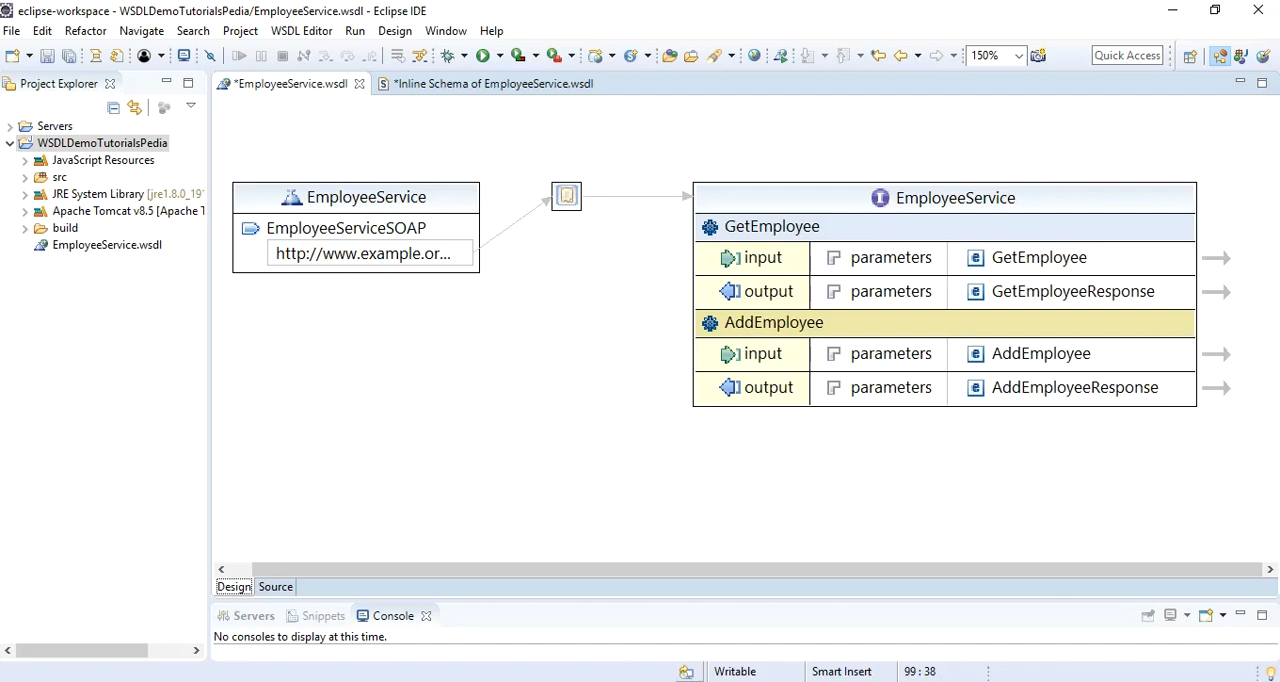 eclipse-workspace - WSDLDemoTutorialsPedia/EmployeeService.wsdl - Eclipse IDE
File Edit Refactor Navigate Search Project WSDL Editor Run Design Window Help
150% Quick Access
Project Explorer *EmployeeService.wsdl *Inline Schema of EmployeeService.wsdl
Servers
WSDLDemoTutorialsPedia
JavaScript Resources
src
JRE System Library [jre1.8.0_19
Apache Tomcat v8.5 [Apache T
build
EmployeeService.wsdl
EmployeeService
EmployeeServiceSOAP
http://www.example.or...
EmployeeService
GetEmployee
input parameters GetEmployee
output parameters GetEmployeeResponse
AddEmployee
input parameters AddEmployee
output parameters AddEmployeeResponse
Design Source
Servers Snippets Console
No consoles to display at this time.
Writable Smart Insert 99 : 38